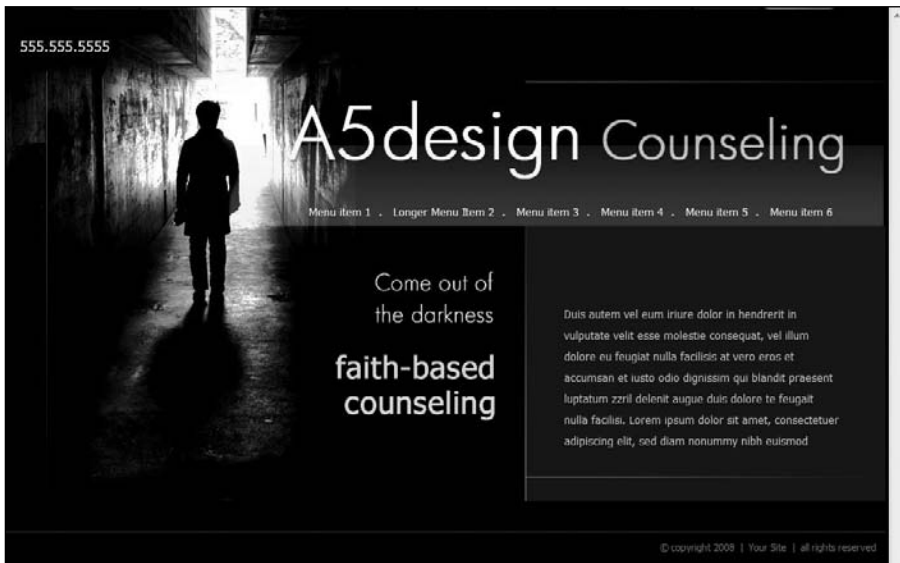 555.555.5555
A5design Counseling
Menu item 1 . Longer Menu Item 2 . Menu item 3 . Menu item 4 . Menu item 5 . Menu item 6
Come out of
the darkness
faith-based
counseling
Duis autem vel eum iriure dolor in hendrerit in
vulputate velit esse molestie consequat, vel illum
dolore eu feugiat nulla facilisis at vero eros et
accumsan et iusto odio dignissim qui blandit praesent
luptatum zzril delenit augue duis dolore te feugait
nulla facilisi. Lorem ipsum dolor sit amet, consectetuer
adipiscing elit, sed diam nonummy nibh euismod
© copyright 2008 | Your Site | all rights reserved